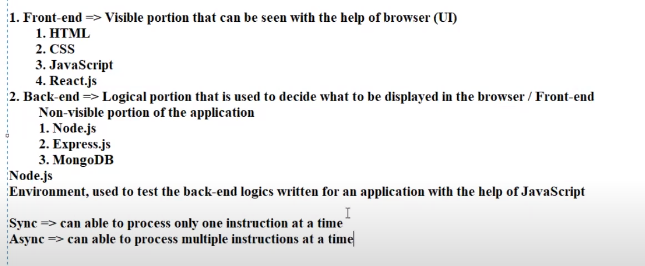 1. Front-end => Visible portion that can be seen with the help of browser (UI)
1. HTML
2. CSS
3. JavaScript
4. React.js
2. Back-end => Logical portion that is used to decide what to be displayed in the browser / Front-end
Non-visible portion of the application
1. Node.js
2. Express.js
3. MongoDB
Node.js
Environment, used to test the back-end logics written for an application with the help of JavaScript
Sync => can able to process only one instruction at a time
Async => can able to process multiple instructions at a time